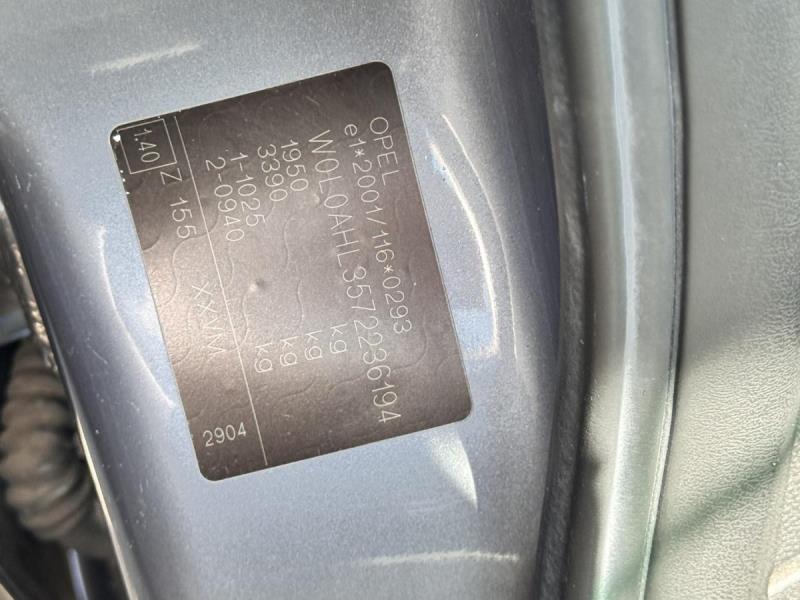 OPEL
e1*2001/116*0293
W0L0AHL3572236194
1950 kg
3390 kg
1-1025 kg
2-0940 kg
1.40 Z 155 XXVM 2904